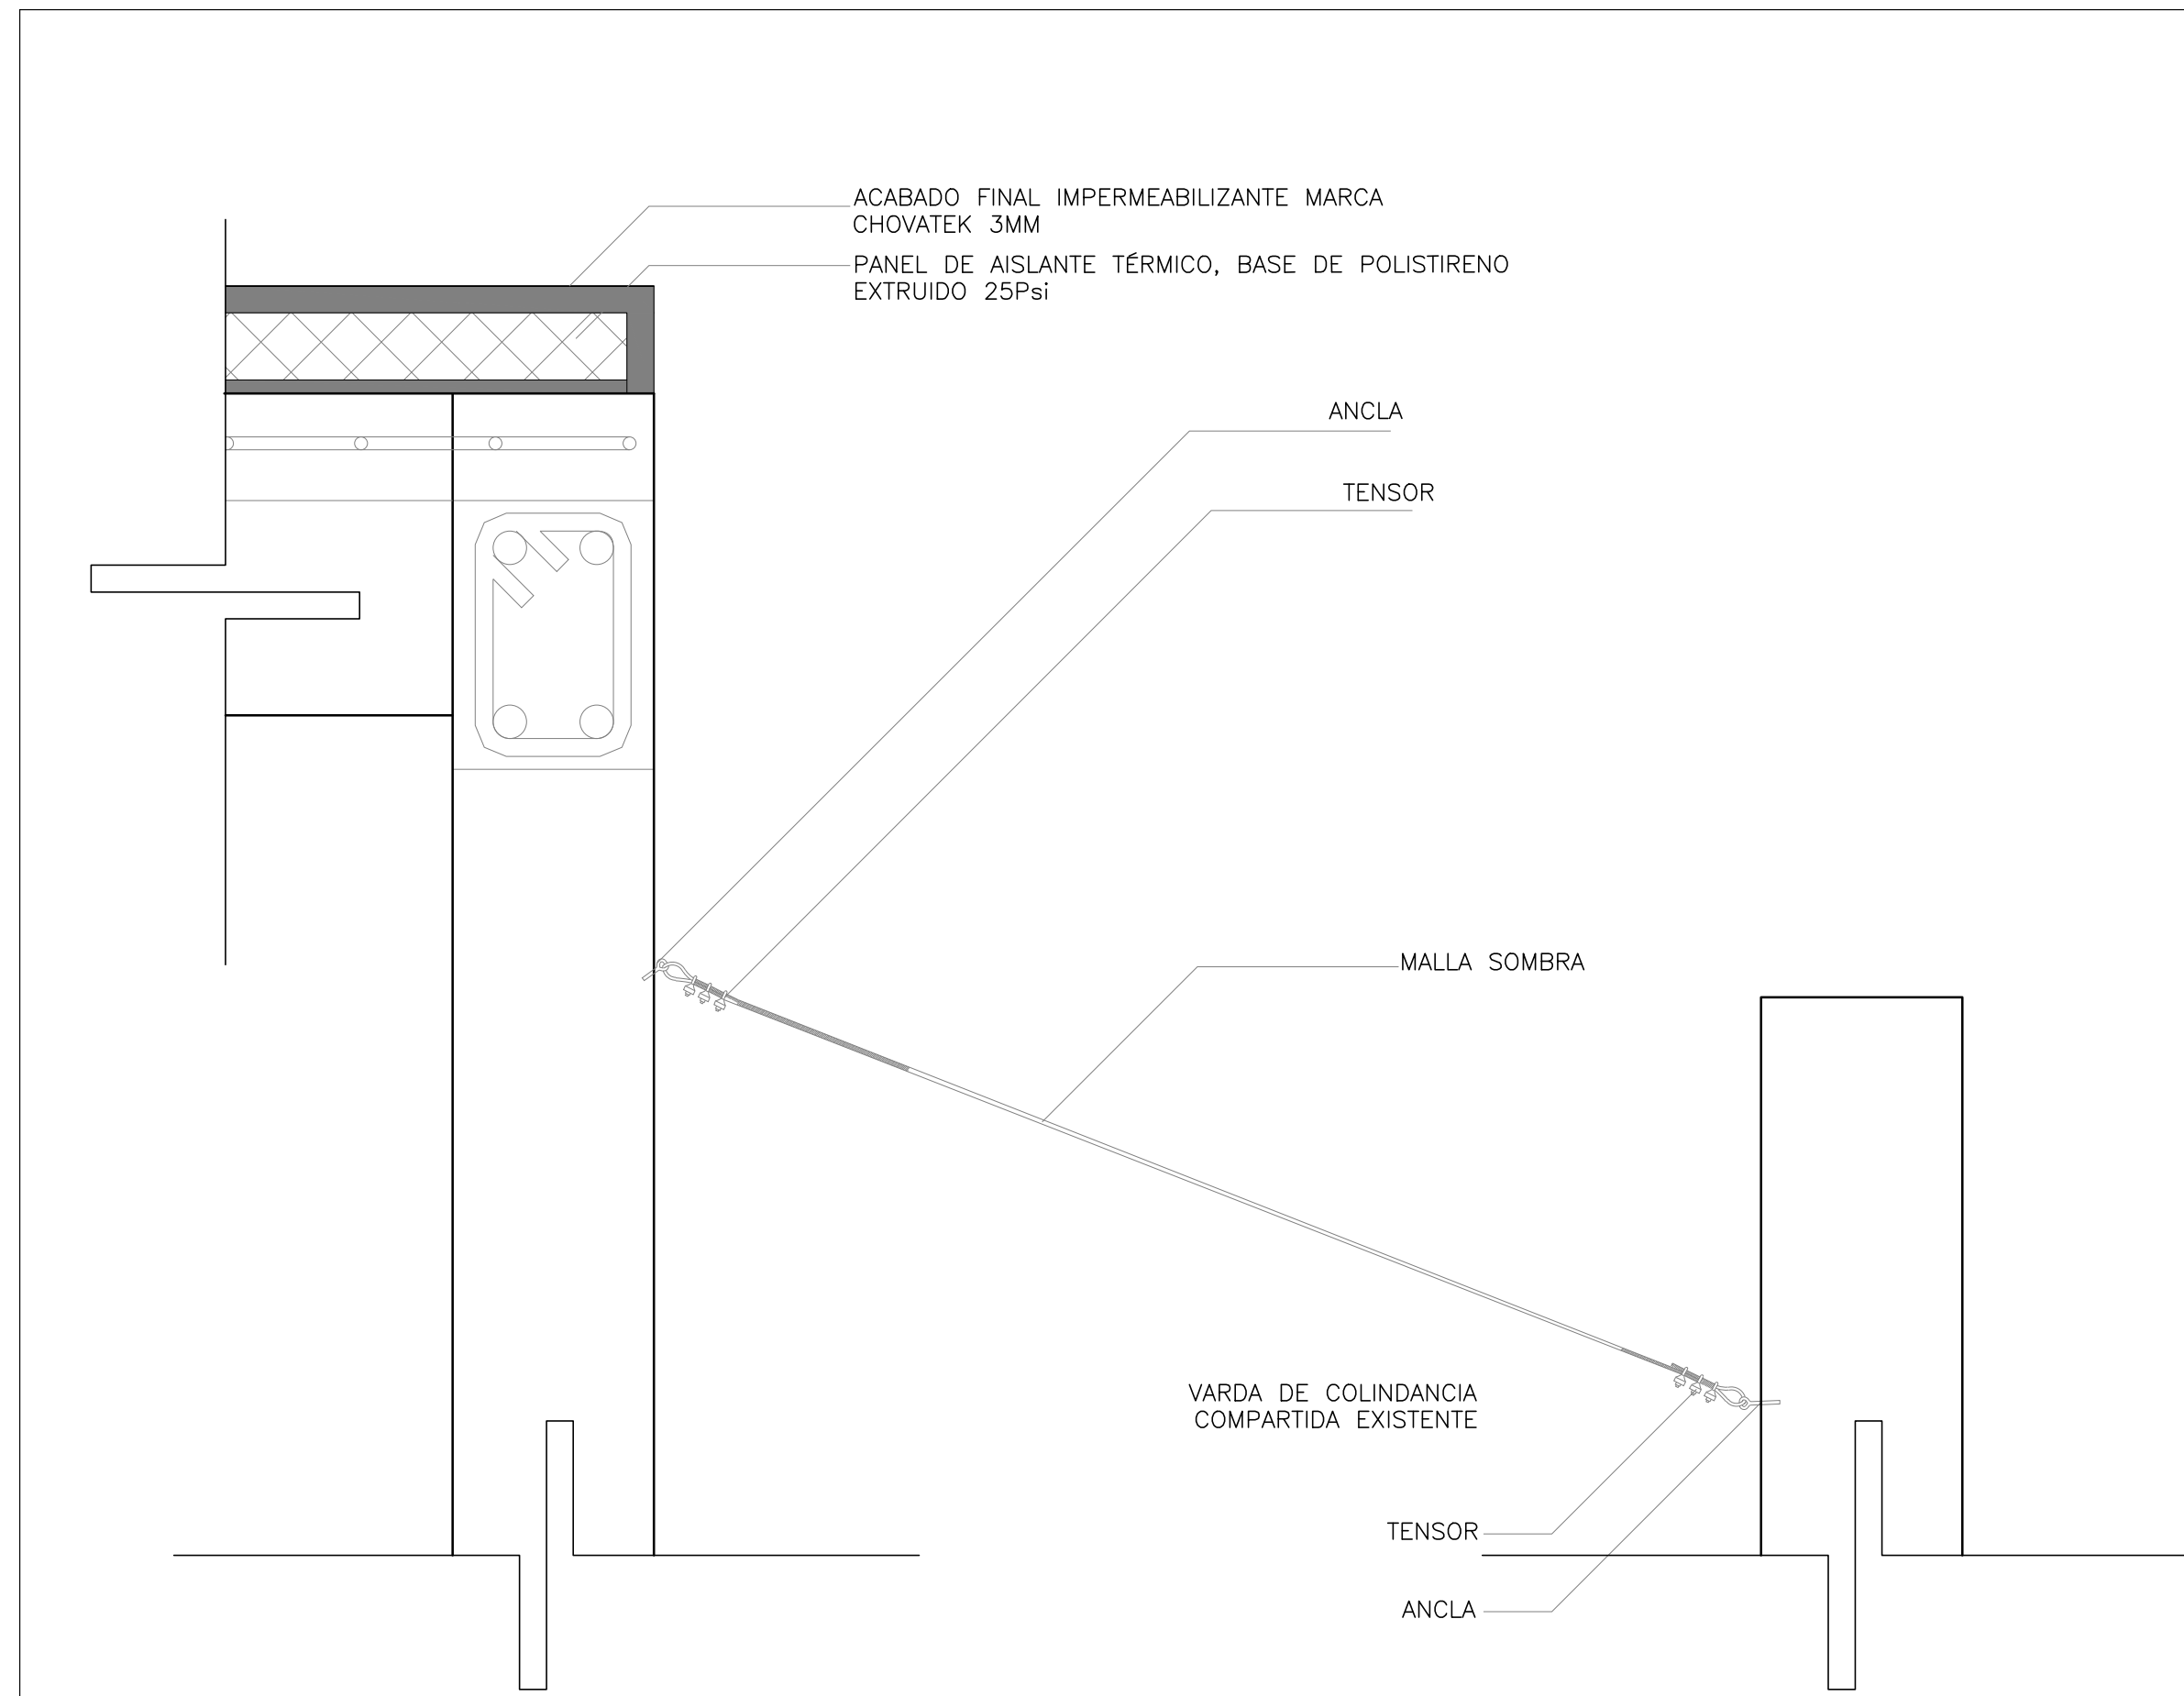 ACABADO FINAL IMPERMEABILIZANTE MARCA
CHOVATEK 3MM
PANEL DE AISLANTE TÉRMICO, BASE DE POLISTIRENO
EXTRUIDO 25Psi
ANCLA
TENSOR
MALLA SOMBRA
VARDA DE COLINDANCIA
COMPARTIDA EXISTENTE
TENSOR
ANCLA